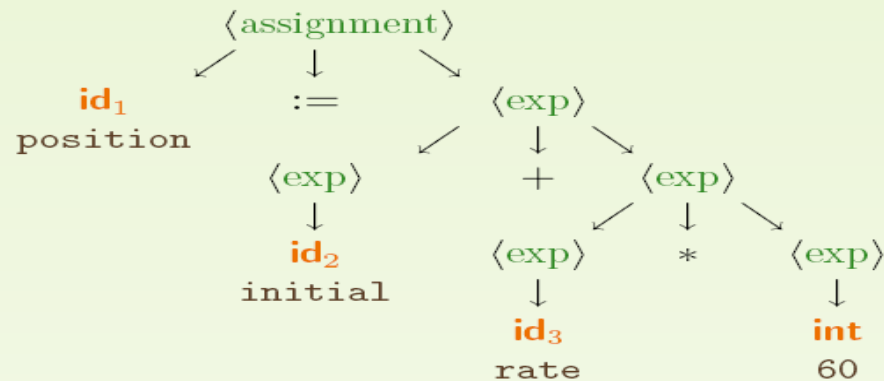 ⟨assignment⟩
id₁ := ⟨exp⟩
position
⟨exp⟩ + ⟨exp⟩
id₂ ⟨exp⟩ * ⟨exp⟩
initial
id₃ int
rate 60